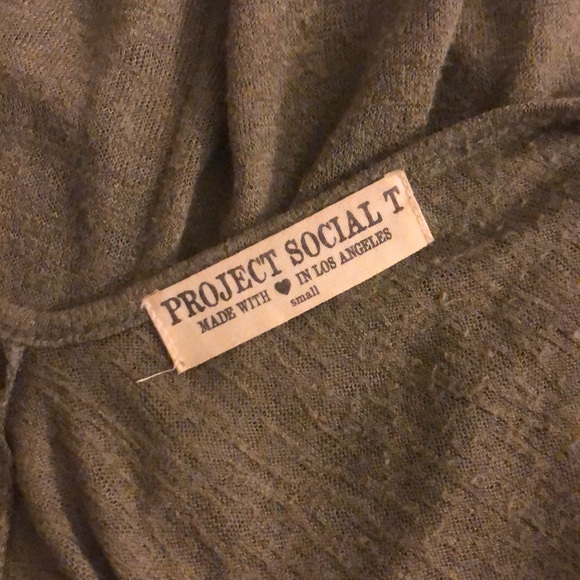 PROJECT SOCIAL T
MADE WITH ♥ IN LOS ANGELES
small